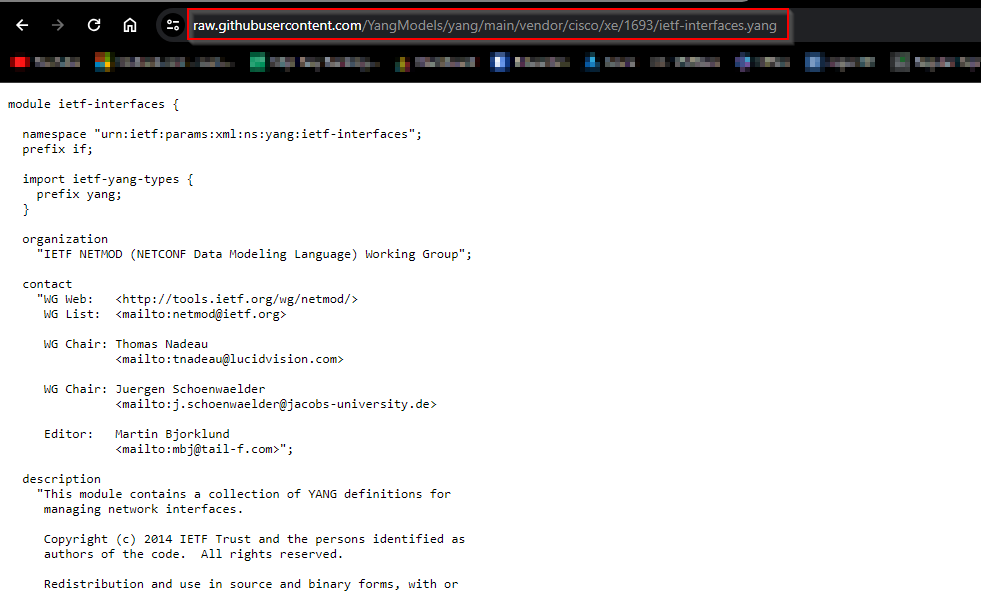 raw.githubusercontent.com/YangModels/yang/main/vendor/cisco/xe/1693/ietf-interfaces.yang
module ietf-interfaces {
namespace "urn:ietf:params:xml:ns:yang:ietf-interfaces";
prefix if;
import ietf-yang-types {
prefix yang;
}
organization
"IETF NETMOD (NETCONF Data Modeling Language) Working Group";
contact
"WG Web:   <http://tools.ietf.org/wg/netmod/>
WG List:  <mailto:netmod@ietf.org>
WG Chair: Thomas Nadeau
<mailto:tnadeau@lucidvision.com>
WG Chair: Juergen Schoenwaelder
<mailto:j.schoenwaelder@jacobs-university.de>
Editor:   Martin Bjorklund
<mailto:mbj@tail-f.com>";
description
"This module contains a collection of YANG definitions for
managing network interfaces.
Copyright (c) 2014 IETF Trust and the persons identified as
authors of the code.  All rights reserved.
Redistribution and use in source and binary forms, with or